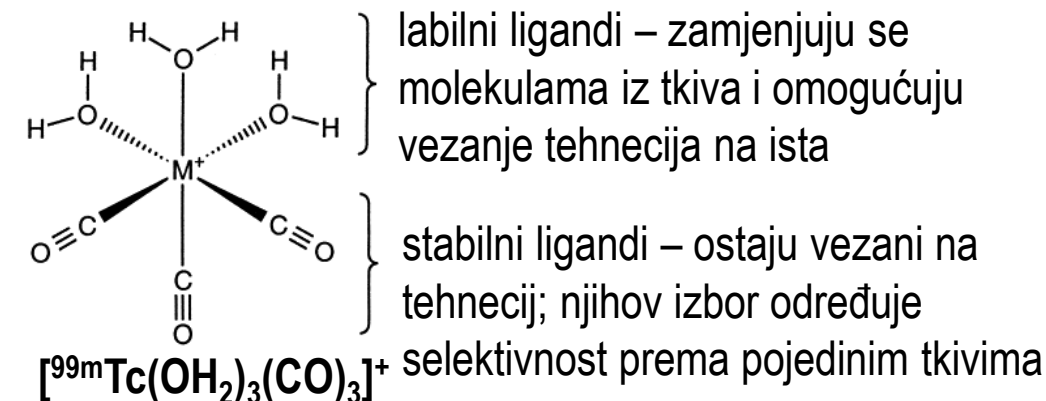 labilni ligandi – zamjenjuju se
molekulama iz tkiva i omogućuju
vezanje tehnecija na ista
H H
O
H H
H O O H
M⁺
C C
O O
C
O
stabilni ligandi – ostaju vezani na
tehnecij; njihov izbor određuje
selektivnost prema pojedinim tkivima
[⁹⁹ᵐTc(OH₂)₃(CO)₃]⁺